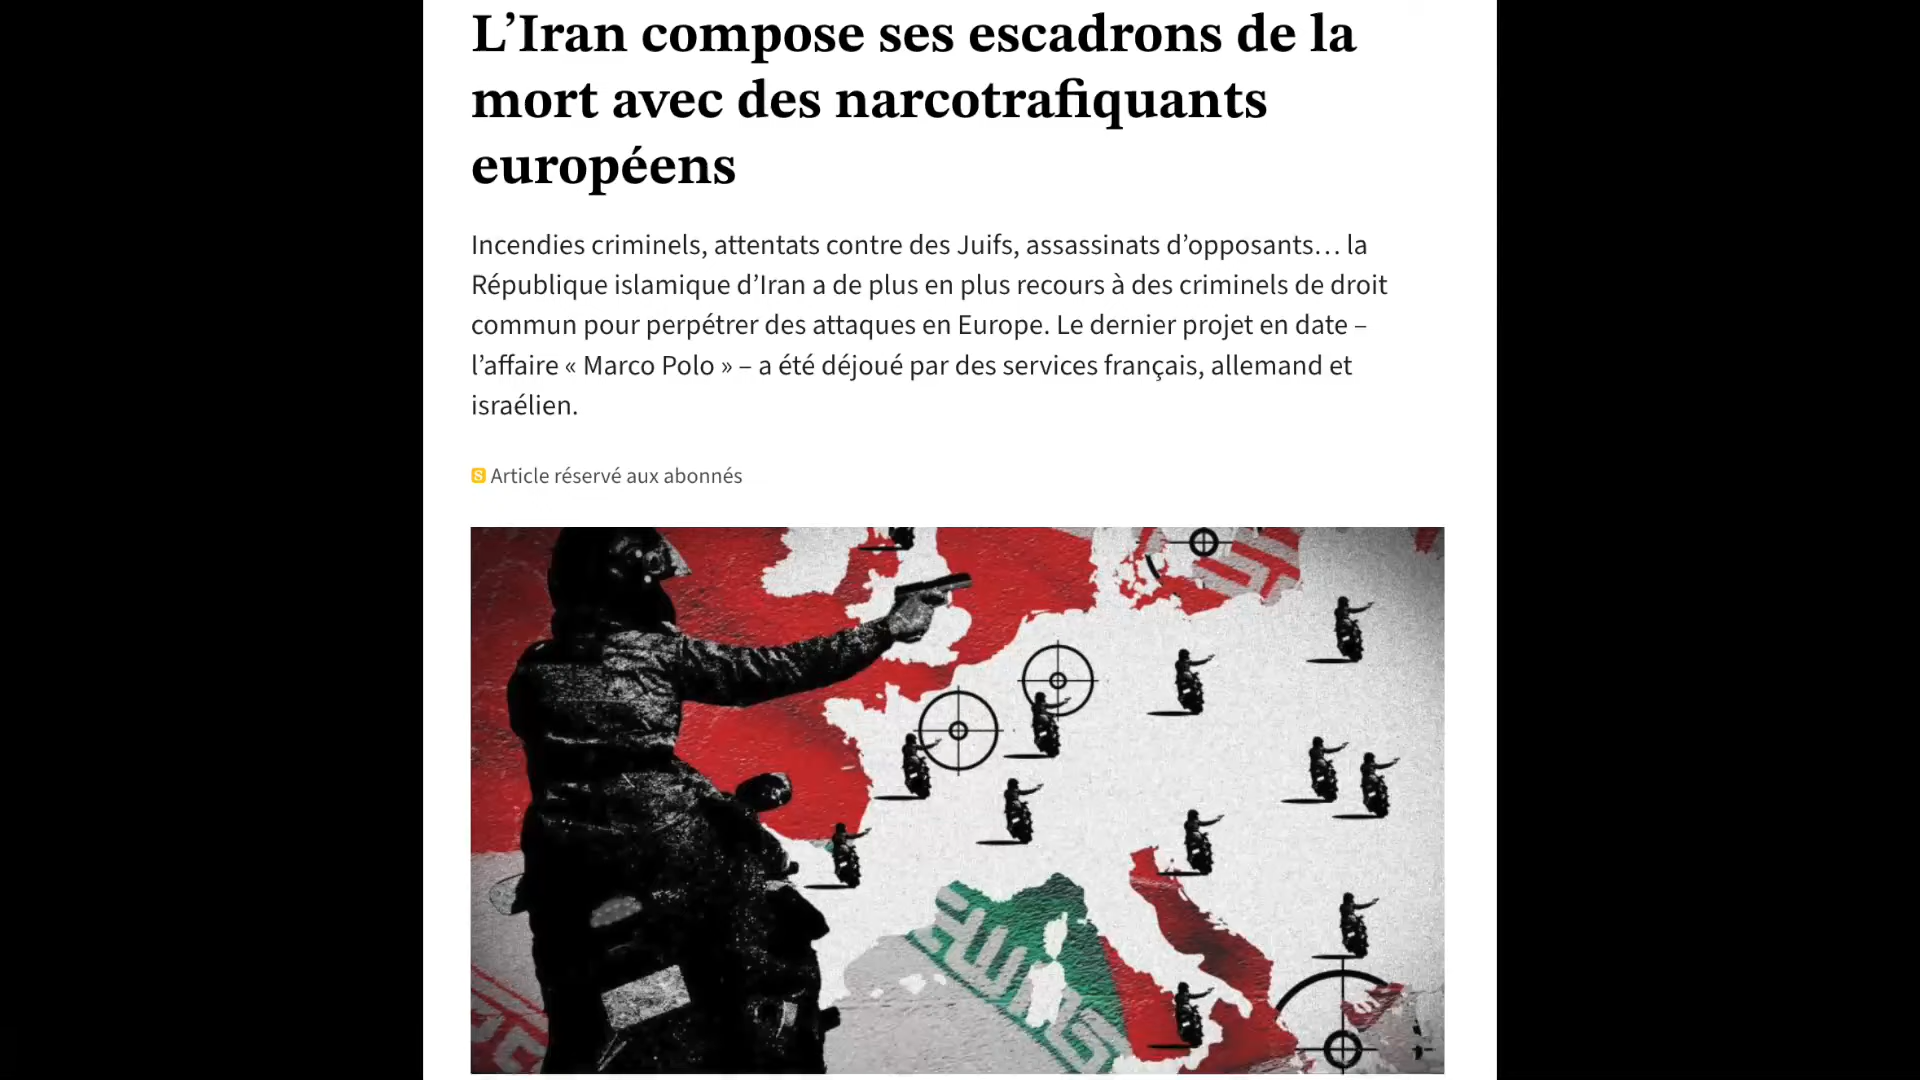 L’Iran compose ses escadrons de la
mort avec des narcotrafiquants
européens
Incendies criminels, attentats contre des Juifs, assassinats d’opposants… la
République islamique d’Iran a de plus en plus recours à des criminels de droit
commun pour perpétrer des attaques en Europe. Le dernier projet en date –
l’affaire « Marco Polo » – a été déjoué par des services français, allemand et
israélien.
S Article réservé aux abonnés